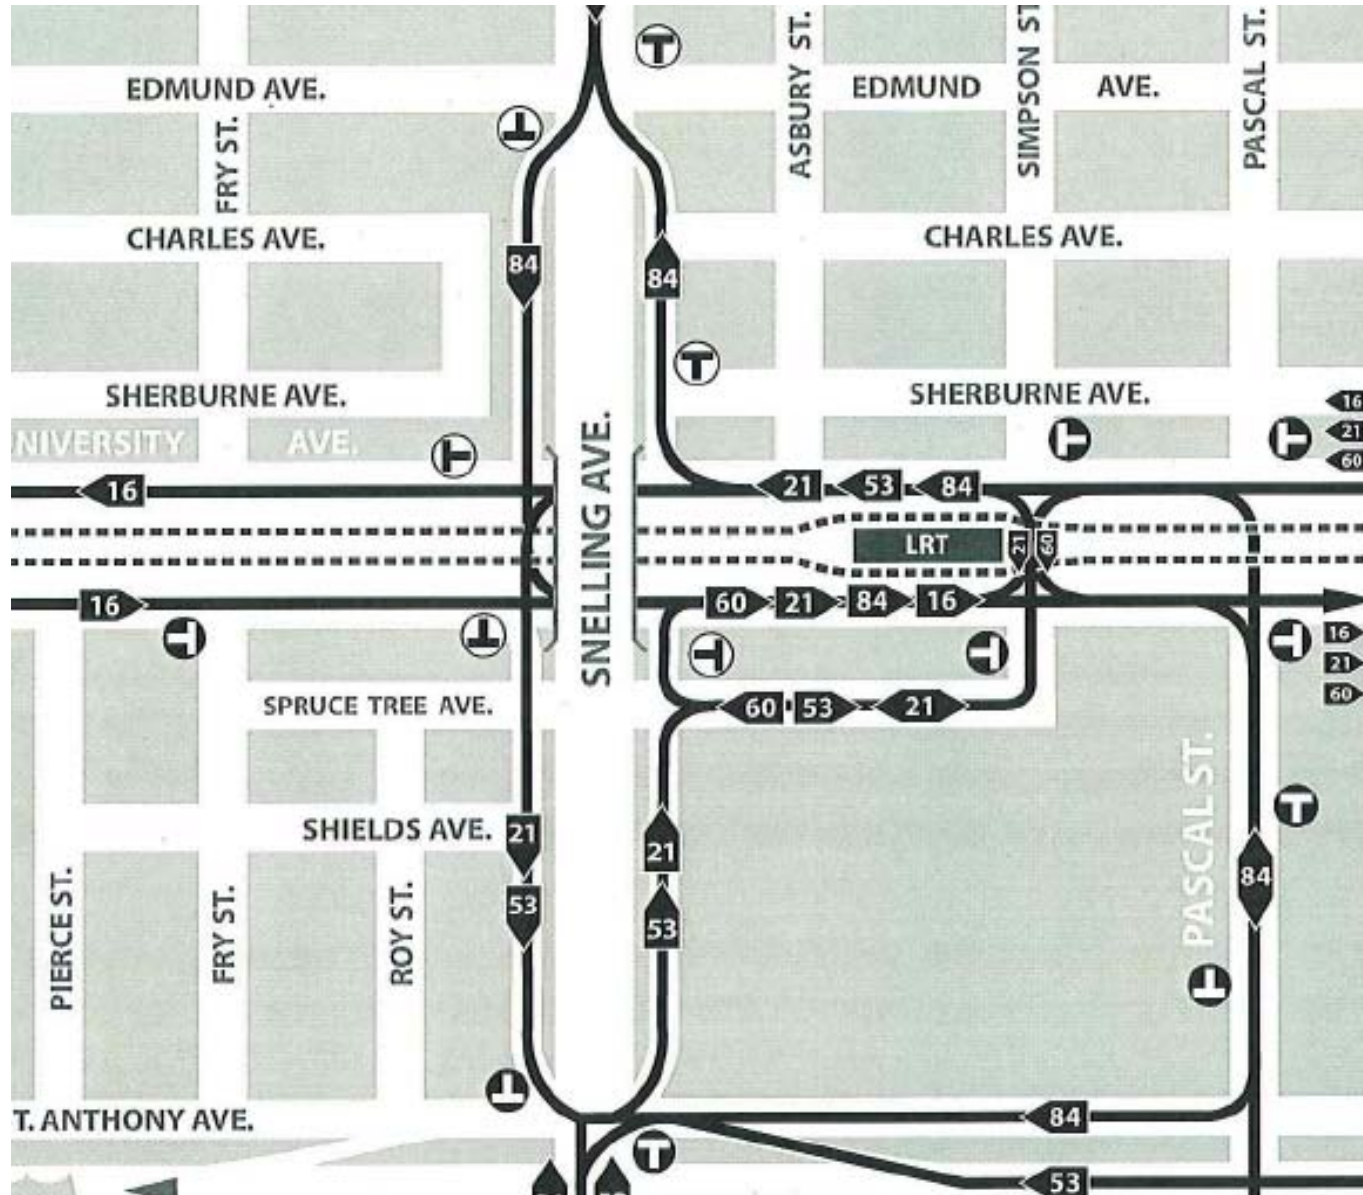 ASBURY ST.
SIMPSON ST
PASCAL ST.
EDMUND AVE.
EDMUND AVE.
FRY ST.
CHARLES AVE.
CHARLES AVE.
84
84
SHERBURNE AVE.
SHERBURNE AVE.
16
21
60
NIVERSITY AVE.
SNELLING AVE.
16
21
53
84
LRT
21
60
16
60
21
84
16
16
21
60
SPRUCE TREE AVE.
60
53
21
SHIELDS AVE.
21
53
21
53
PASCAL ST.
84
PIERCE ST.
FRY ST.
ROY ST.
T. ANTHONY AVE.
84
53